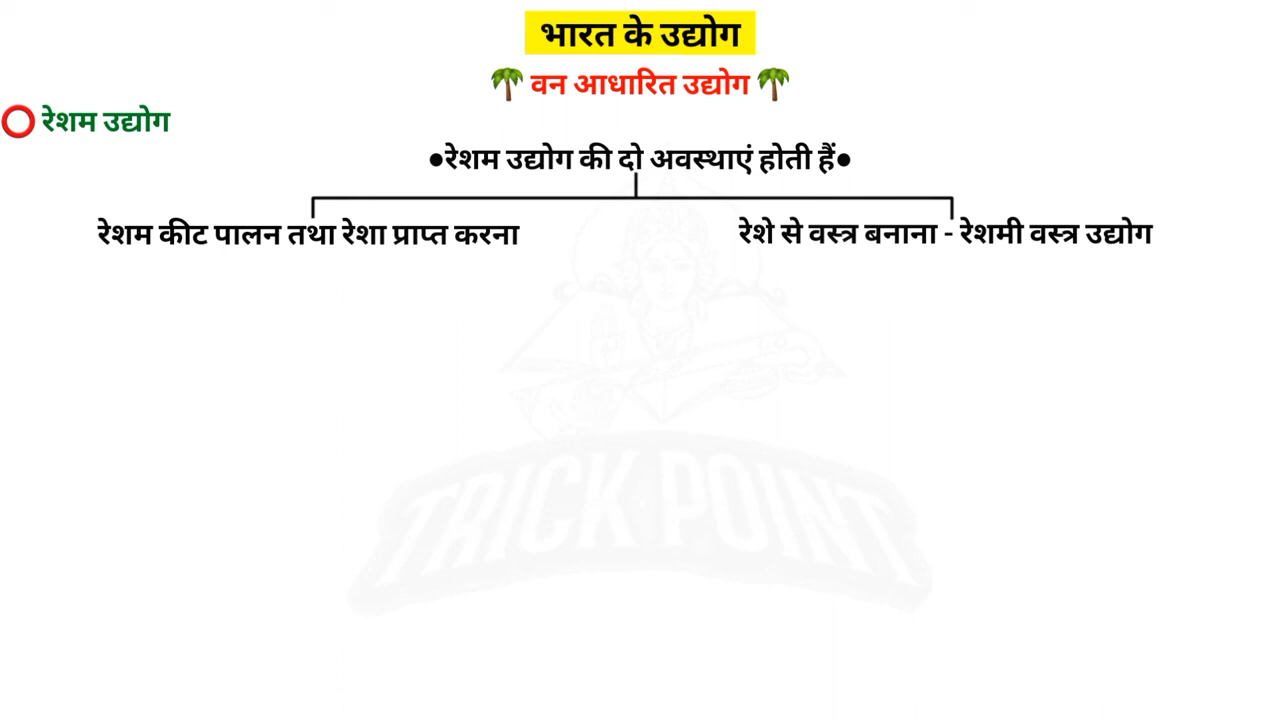 भारत के उद्योग
🌴 वन आधारित उद्योग 🌴
⭕ रेशम उद्योग
●रेशम उद्योग की दो अवस्थाएं होती हैं●
रेशम कीट पालन तथा रेशा प्राप्त करना
रेशे से वस्त्र बनाना - रेशमी वस्त्र उद्योग
TRICK POINT